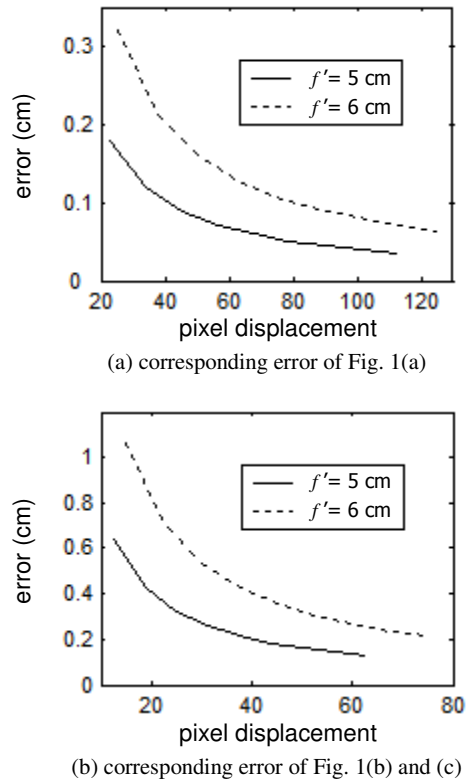 0.3
0.2
0.1
0
error (cm)
f′= 5 cm
f′= 6 cm
20 40 60 80 100 120
pixel displacement
(a) corresponding error of Fig. 1(a)
1
0.8
0.6
0.4
0.2
0
error (cm)
f′= 5 cm
f′= 6 cm
20 40 60 80
pixel displacement
(b) corresponding error of Fig. 1(b) and (c)